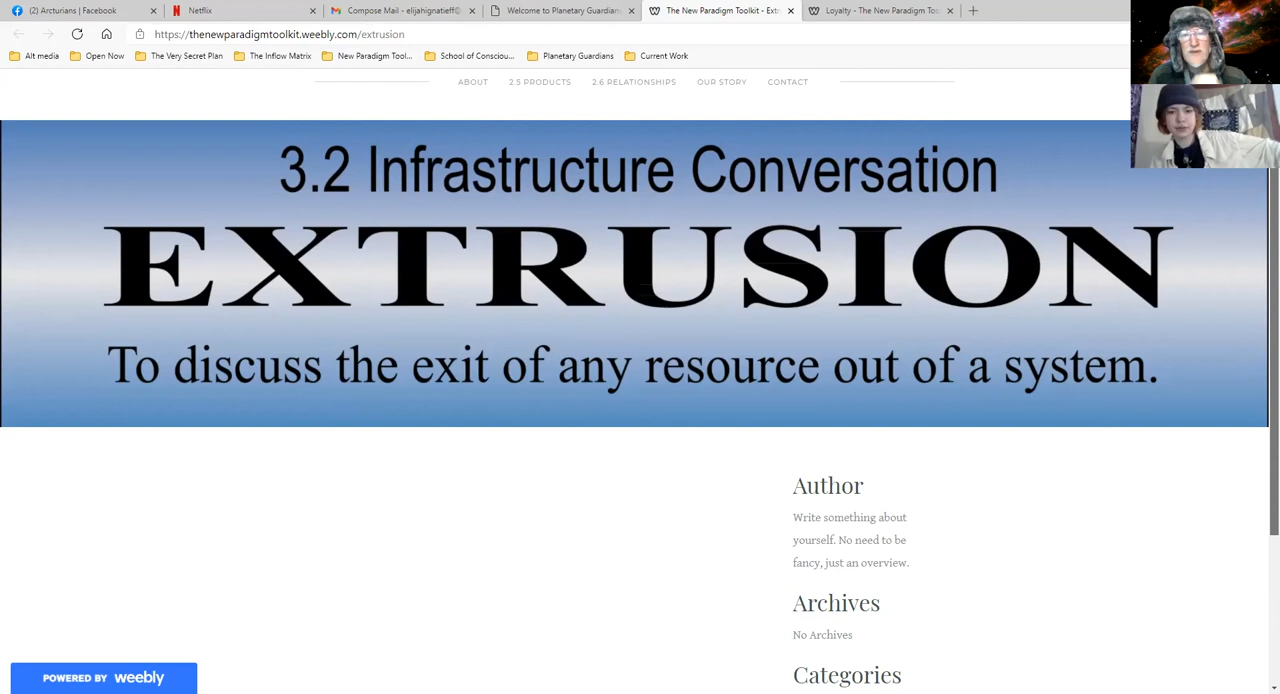 (2) Arcturians | Facebook
Netflix
Compose Mail - elijahignatieff@
Welcome to Planetary Guardian
The New Paradigm Toolkit - Ext
Loyalty - The New Paradigm Too
https://thenewparadigmtoolkit.weebly.com/extrusion
Alt media
Open Now
The Very Secret Plan
The Inflow Matrix
New Paradigm Tool...
School of Consciou...
Planetary Guardians
Current Work
ABOUT
2.5 PRODUCTS
2.6 RELATIONSHIPS
OUR STORY
CONTACT
3.2 Infrastructure Conversation
EXTRUSION
To discuss the exit of any resource out of a system.
Author
Write something about
yourself. No need to be
fancy, just an overview.
Archives
No Archives
Categories
POWERED BY weebly